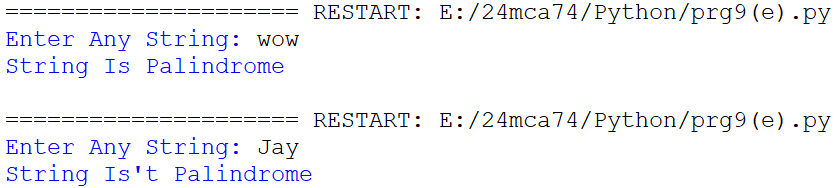 ===================== RESTART: E:/24mca74/Python/prg9(e).py
Enter Any String: wow
String Is Palindrome
===================== RESTART: E:/24mca74/Python/prg9(e).py
Enter Any String: Jay
String Is't Palindrome